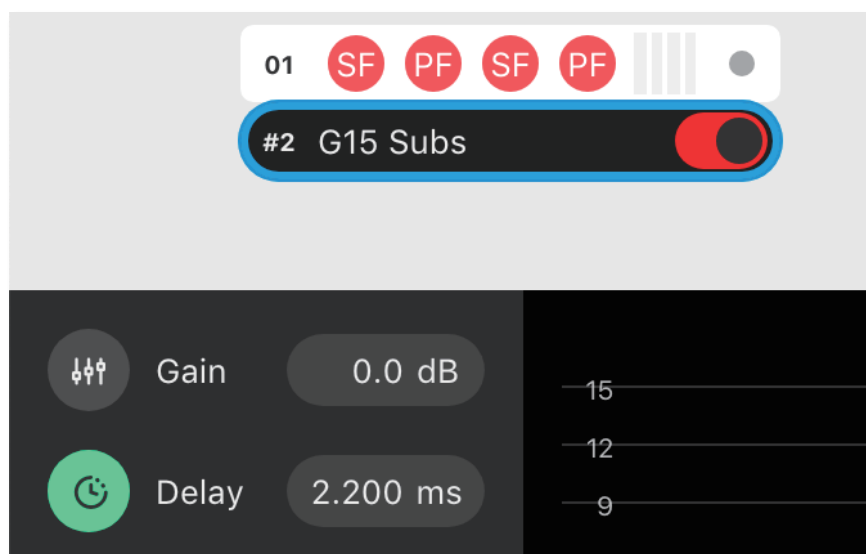 01 SF PF SF PF
#2 G15 Subs
Gain 0.0 dB
Delay 2.200 ms
15
12
9